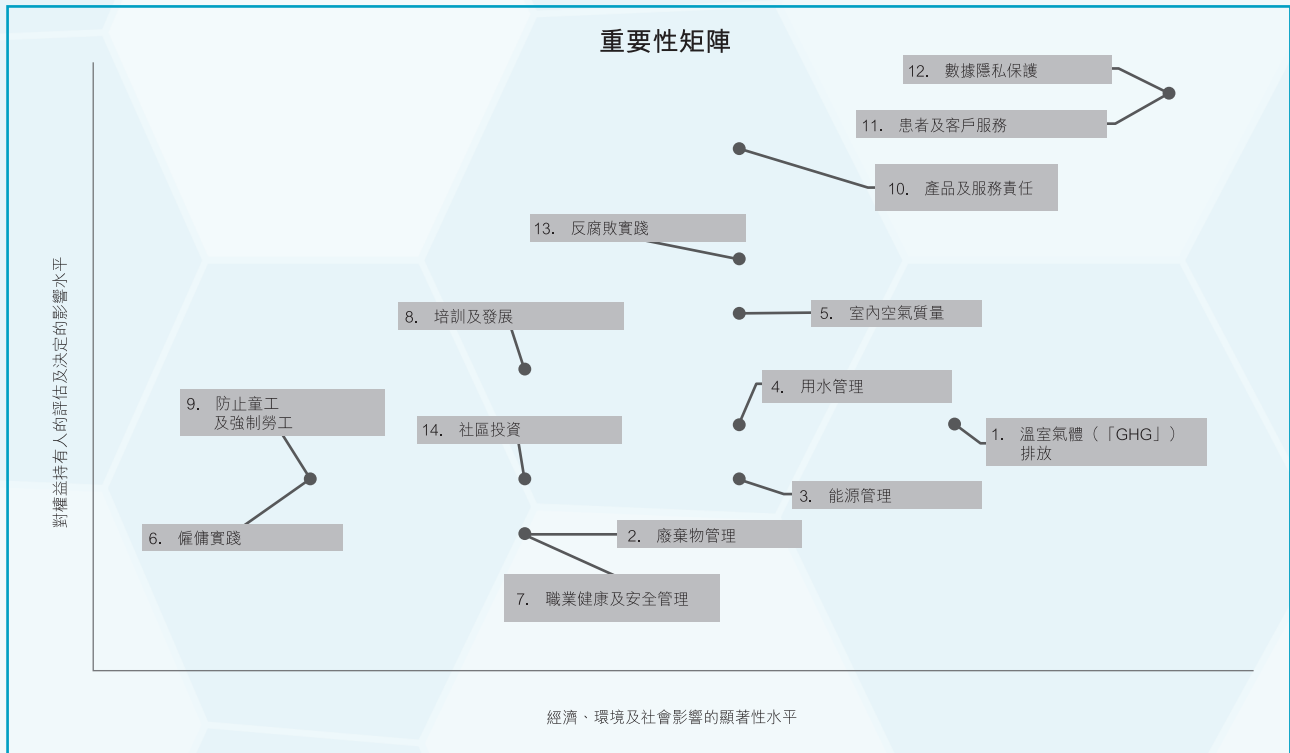 重要性矩陣
12. 數據隱私保護
11. 患者及客戶服務
10. 產品及服務責任
13. 反腐敗實踐
5. 室內空氣質量
8. 培訓及發展
4. 用水管理
9. 防止童工
及強制勞工
14. 社區投資
1. 溫室氣體（「GHG」）
排放
3. 能源管理
6. 僱傭實踐
2. 廢棄物管理
7. 職業健康及安全管理
對權益持有人的評估及決定的影響水平
經濟、環境及社會影響的顯著性水平